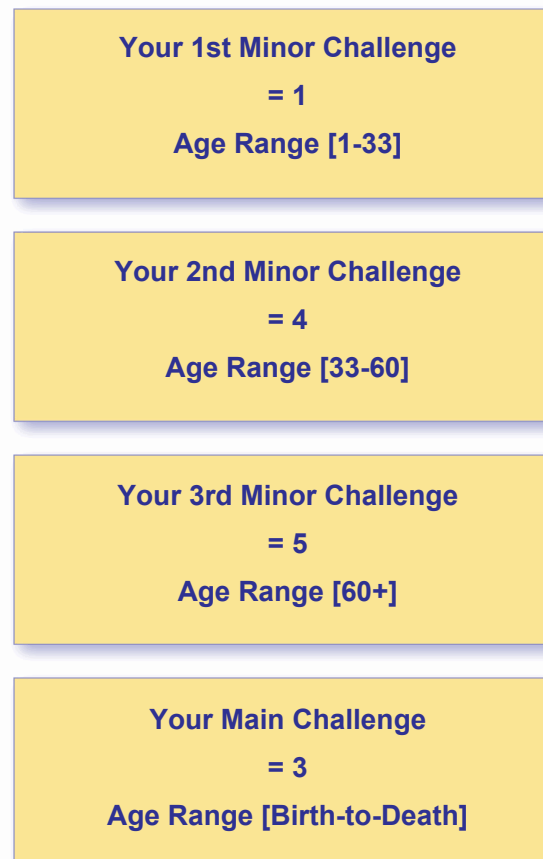 Your 1st Minor Challenge
= 1
Age Range [1-33]
Your 2nd Minor Challenge
= 4
Age Range [33-60]
Your 3rd Minor Challenge
= 5
Age Range [60+]
Your Main Challenge
= 3
Age Range [Birth-to-Death]